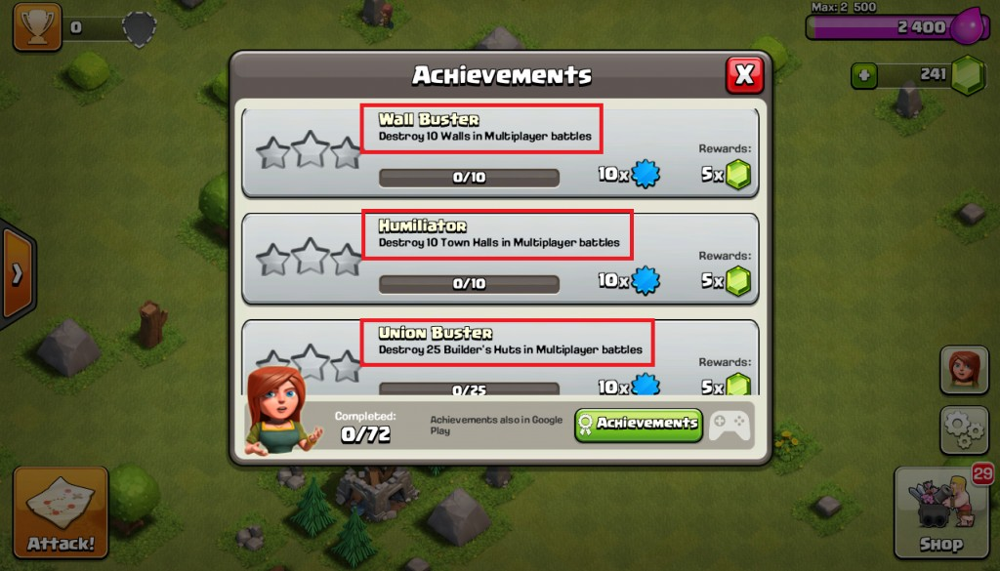 Max: 2 500
0
2 400
241
Achievements
X
Wall Buster
Destroy 10 Walls in Multiplayer battles
Rewards:
0/10
10x
5x
Humiliator
Destroy 10 Town Halls in Multiplayer battles
Rewards:
0/10
10x
5x
Union Buster
Destroy 25 Builder's Huts in Multiplayer battles
Rewards:
0/25
10x
5x
Completed:
0/72
Achievements also in Google
Play
Achievements
Attack!
29
Shop